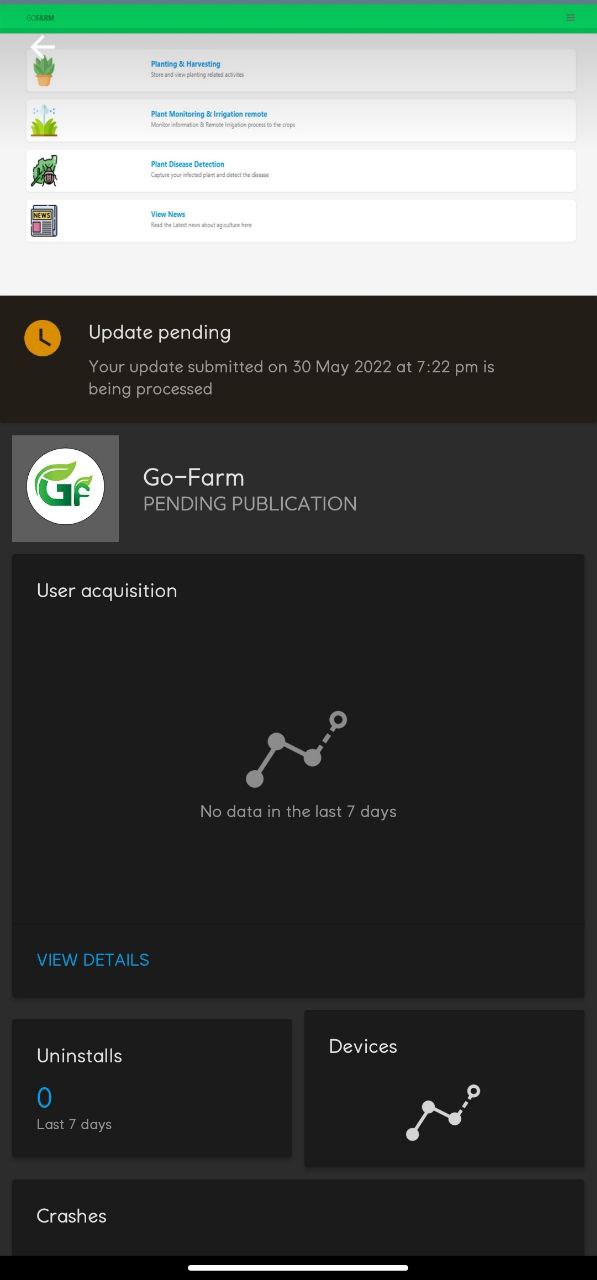 GOFARM
Planting & Harvesting
Store and view planting related activites
Plant Monitoring & Irrigation remote
Monitor information & Remote Irrigation process to the crops
Plant Disease Detection
Capture your infected plant and detect the disease
NEWS
View News
Read the Latest news about agriculture here
Update pending
Your update submitted on 30 May 2022 at 7:22 pm is
being processed
Gf
Go-Farm
PENDING PUBLICATION
User acquisition
No data in the last 7 days
VIEW DETAILS
Uninstalls
0
Last 7 days
Devices
Crashes